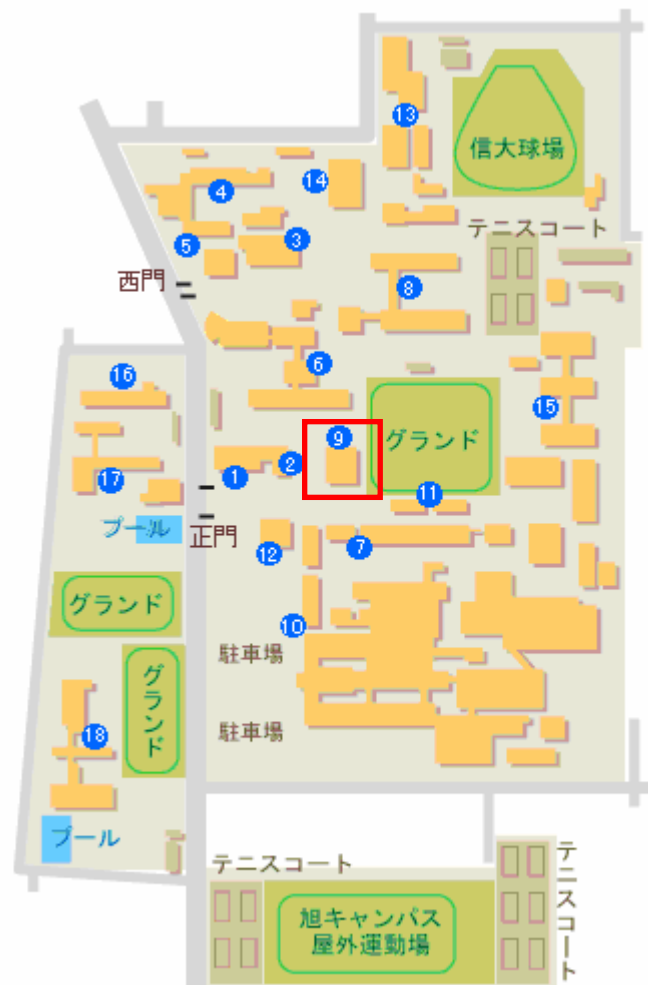 13
信大球場
14
4
3
5
テニスコート
西門
8
6
16
15
9
グランド
17
1
2
11
プール
正門
12
7
グランド
10
駐車場
グランド
18
駐車場
プール
テニスコート
テニスコート
旭キャンパス
屋外運動場